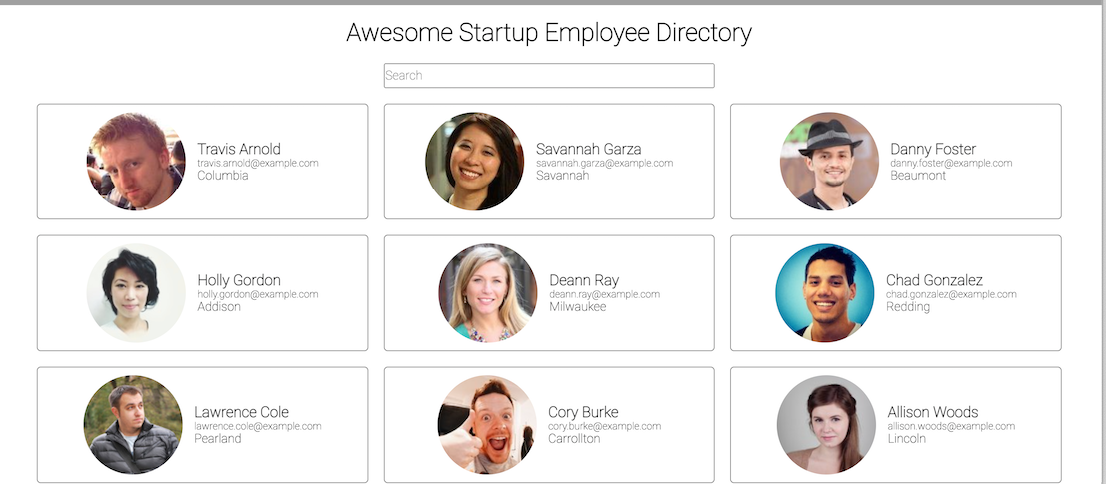 Awesome Startup Employee Directory
Search
Travis Arnold
travis.arnold@example.com
Columbia
Savannah Garza
savannah.garza@example.com
Savannah
Danny Foster
danny.foster@example.com
Beaumont
Holly Gordon
holly.gordon@example.com
Addison
Deann Ray
deann.ray@example.com
Milwaukee
Chad Gonzalez
chad.gonzalez@example.com
Redding
Lawrence Cole
lawrence.cole@example.com
Pearland
Cory Burke
cory.burke@example.com
Carrollton
Allison Woods
allison.woods@example.com
Lincoln